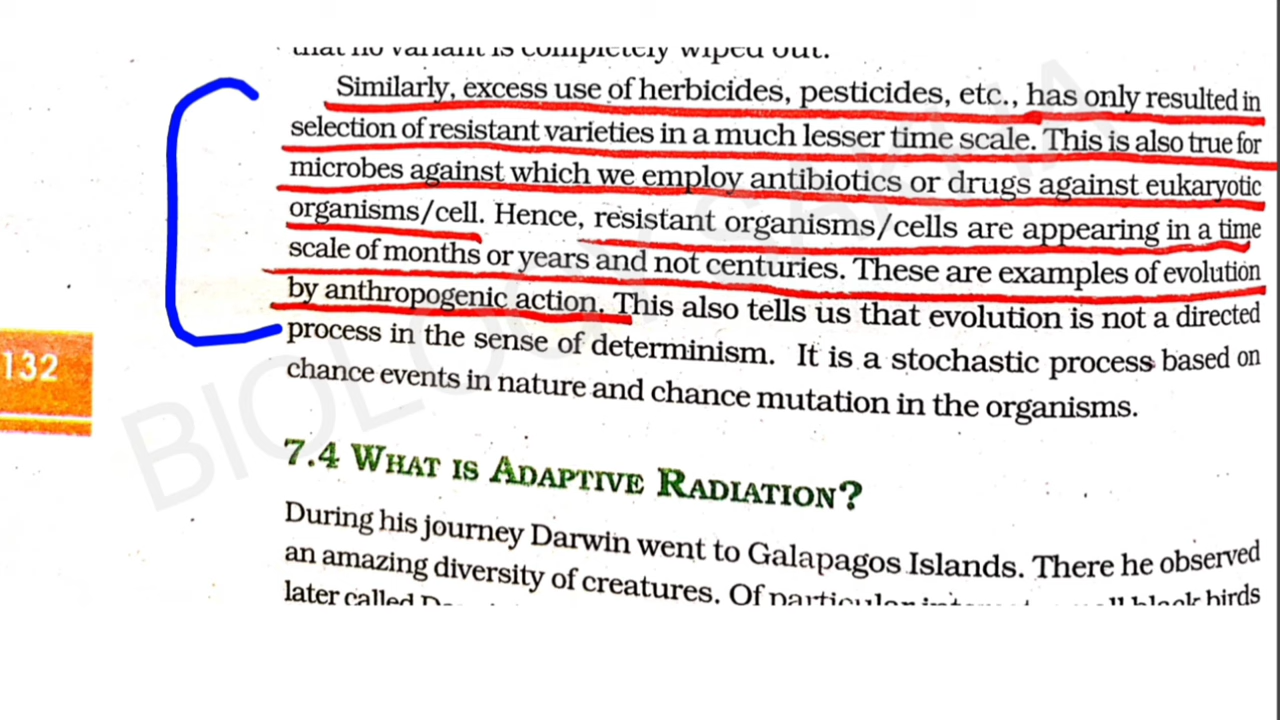 that no variant is completely wiped out.
Similarly, excess use of herbicides, pesticides, etc., has only resulted in
selection of resistant varieties in a much lesser time scale. This is also true for
microbes against which we employ antibiotics or drugs against eukaryotic
organisms/cell. Hence, resistant organisms/cells are appearing in a time
scale of months or years and not centuries. These are examples of evolution
by anthropogenic action. This also tells us that evolution is not a directed
process in the sense of determinism. It is a stochastic process based on
chance events in nature and chance mutation in the organisms.
132
7.4 WHAT IS ADAPTIVE RADIATION?
During his journey Darwin went to Galapagos Islands. There he observed
an amazing diversity of creatures. Of particular black birds
later called